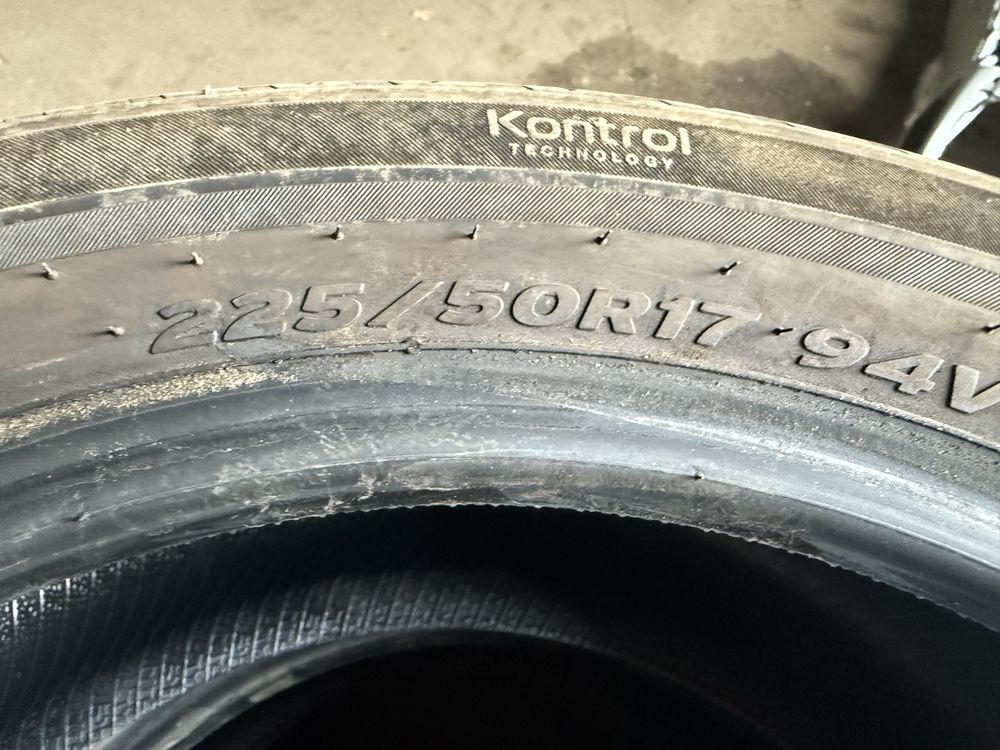 Kontrol
TECHNOLOGY
225/50R17 94V